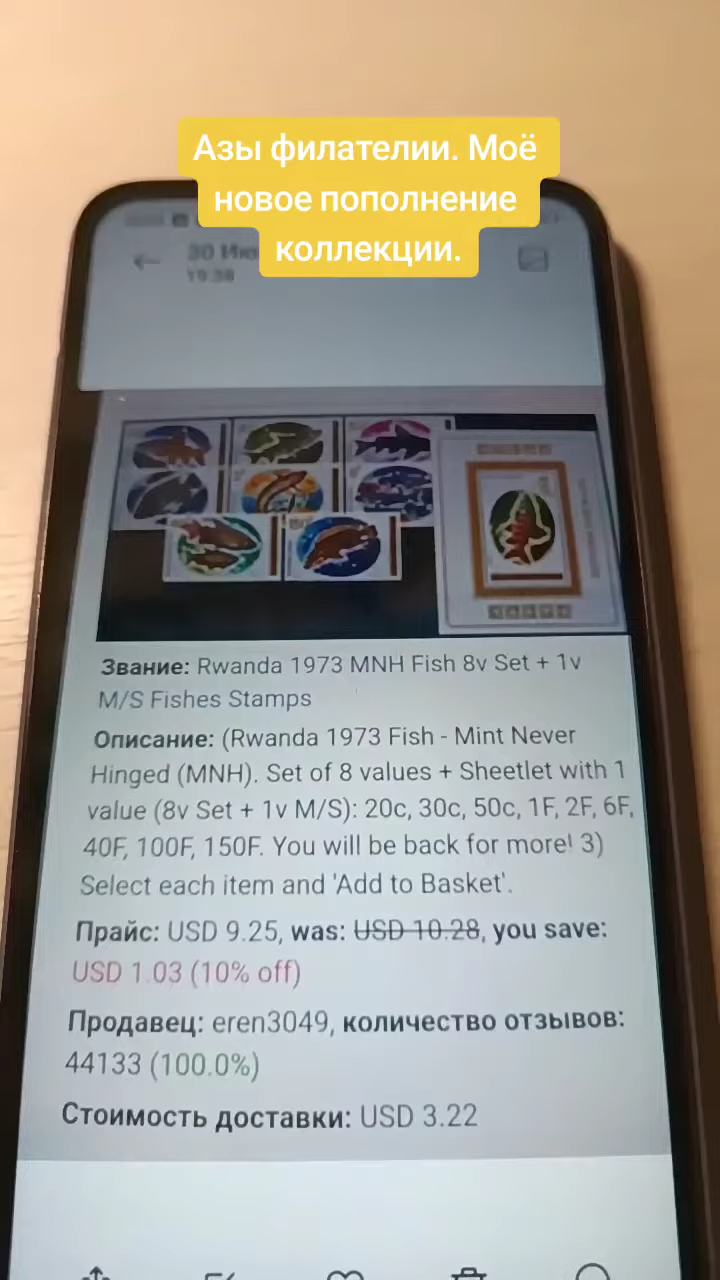 Азы филателии. Моё
новое пополнение
коллекции.
30 Ию
19:38
Звание: Rwanda 1973 MNH Fish 8v Set + 1v
M/S Fishes Stamps
Описание: (Rwanda 1973 Fish - Mint Never
Hinged (MNH). Set of 8 values + Sheetlet with 1
value (8v Set + 1v M/S): 20c, 30c, 50c, 1F, 2F, 6F,
40F, 100F, 150F. You will be back for more! 3)
Select each item and 'Add to Basket'.
Прайс: USD 9.25, was: USD 10.28, you save:
USD 1.03 (10% off)
Продавец: eren3049, количество отзывов:
44133 (100.0%)
Стоимость доставки: USD 3.22